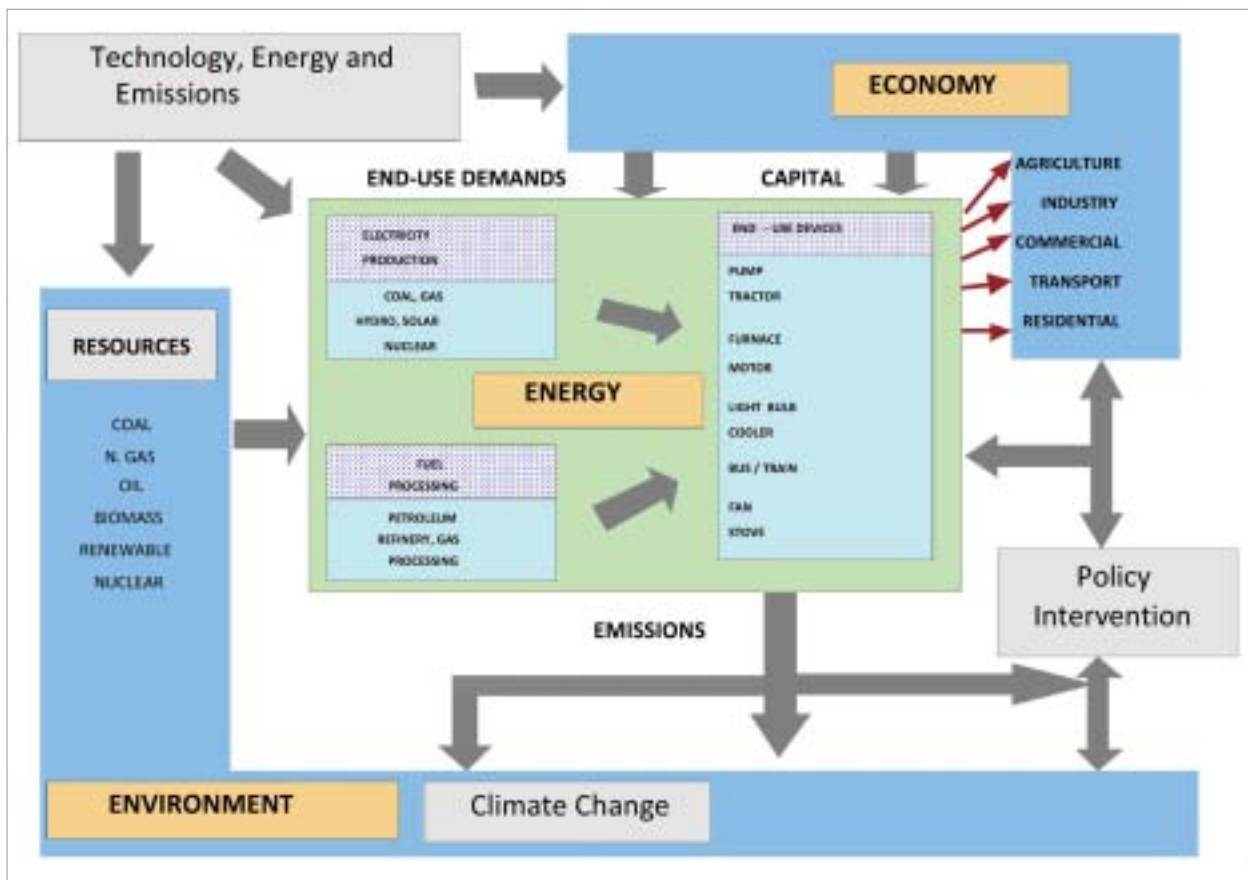 Technology, Energy and
Emissions
ECONOMY
END-USE DEMANDS
CAPITAL
AGRICULTURE
INDUSTRY
COMMERCIAL
TRANSPORT
RESIDENTIAL
ELECTRICITY
PRODUCTION
COAL, GAS
HYDRO, SOLAR
NUCLEAR
END - USE DEVICES
PUMP
TRACTOR
FURNACE
MOTOR
LIGHT BULB
COOLER
BUS / TRAIN
FAN
STOVE
RESOURCES
COAL
N. GAS
OIL
BIOMASS
RENEWABLE
NUCLEAR
ENERGY
FUEL
PROCESSING
PETROLEUM
REFINERY, GAS
PROCESSING
Policy
Intervention
EMISSIONS
ENVIRONMENT
Climate Change